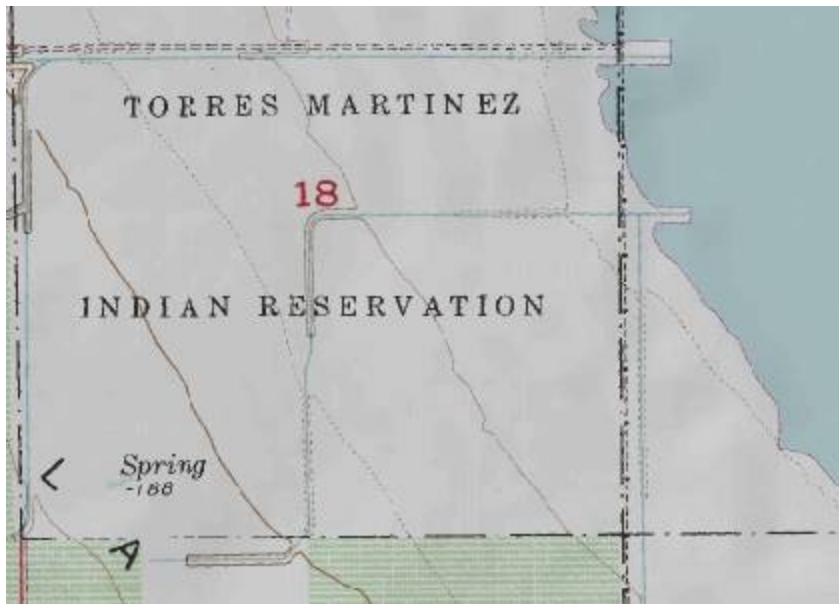 TORRES MARTINEZ
18
INDIAN RESERVATION
Spring
-188
L
A